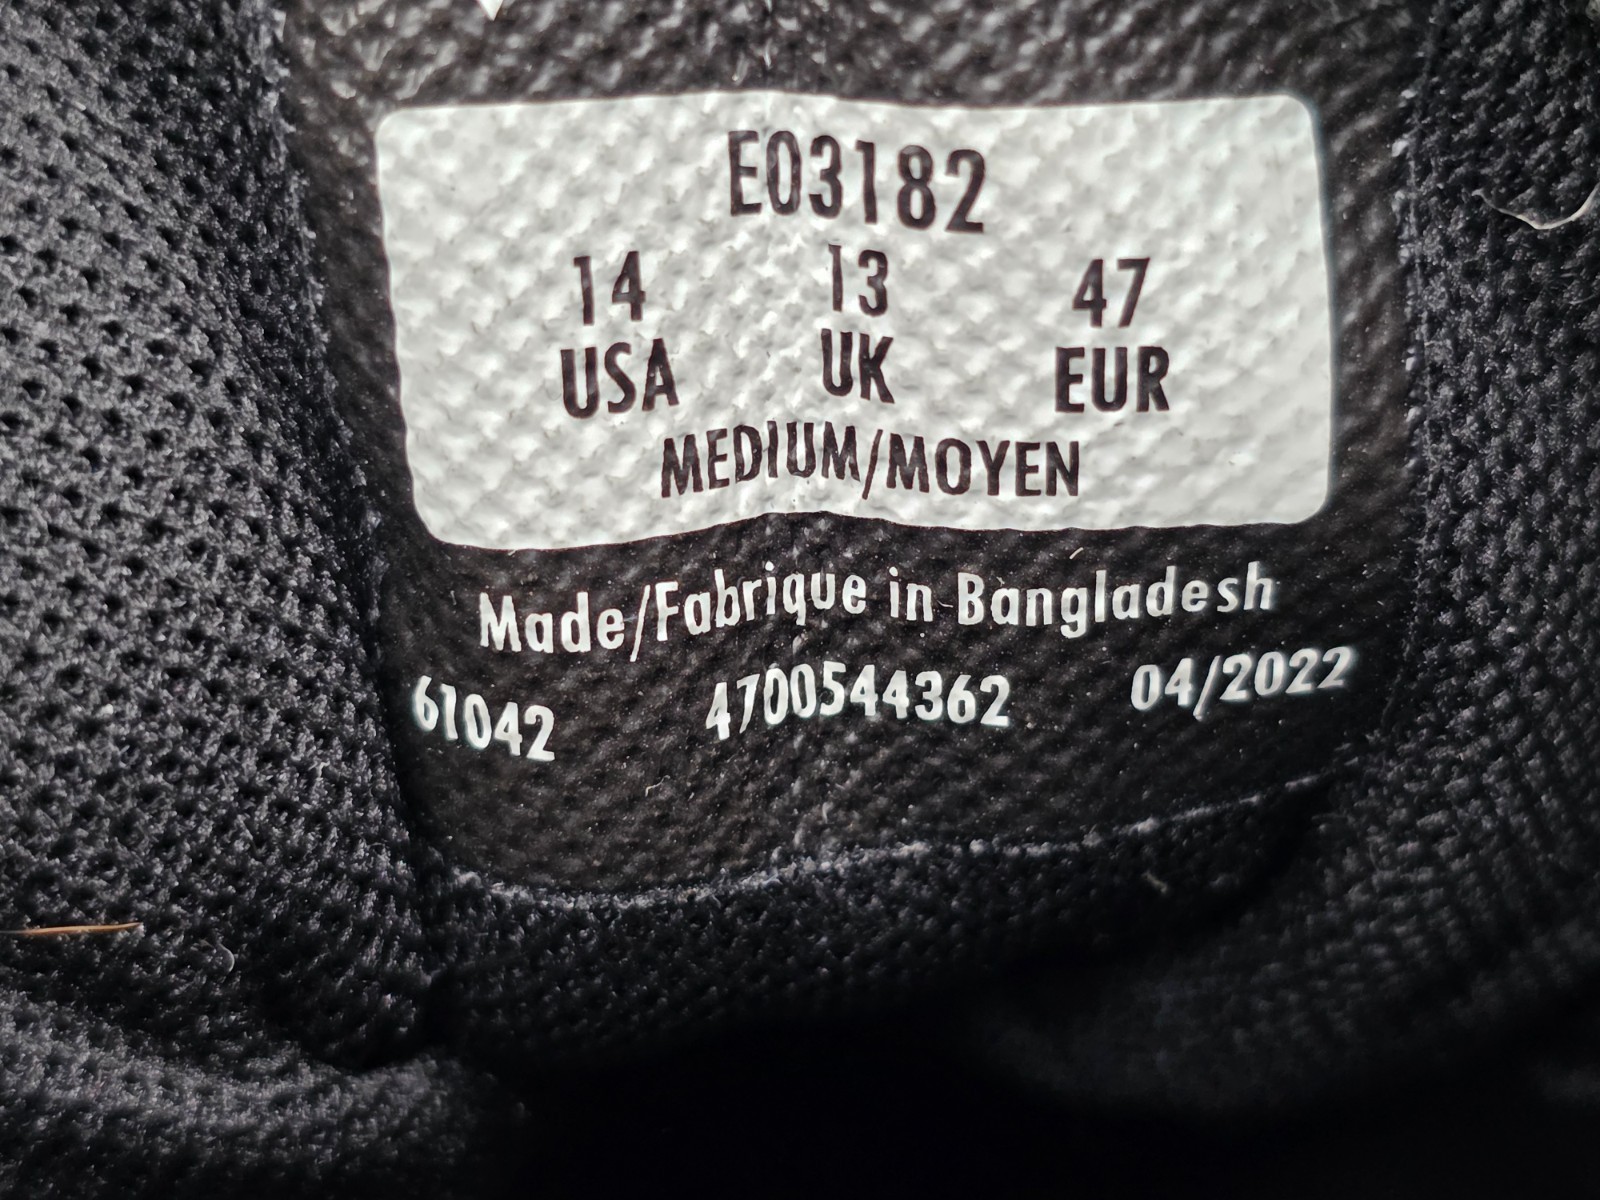 E03182
14 13 47
USA UK EUR
MEDIUM/MOYEN
Made/Fabrique in Bangladesh
61042 4700544362 04/2022